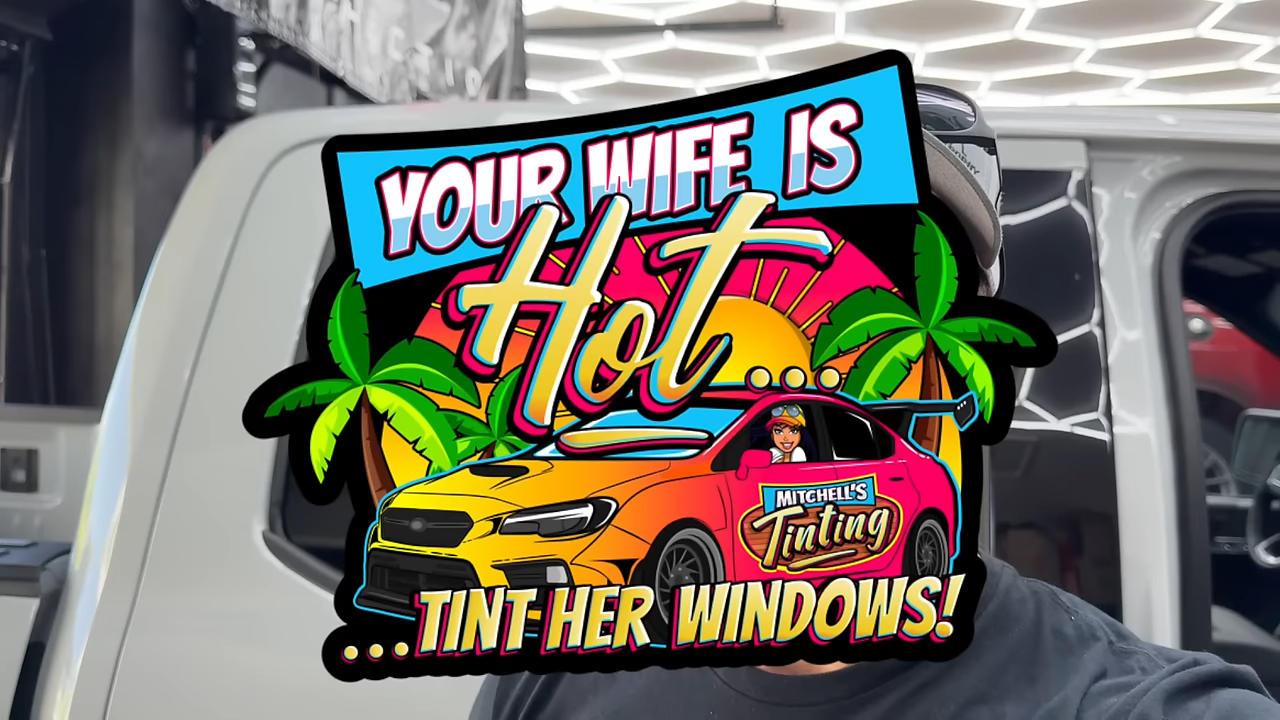 YOUR WIFE IS
Hot...
MITCHELL'S
Tinting
...TINT HER WINDOWS!